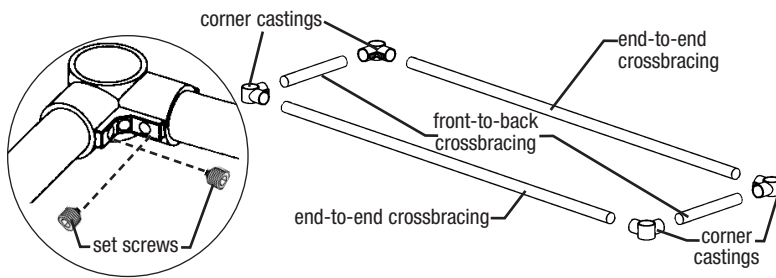 corner castings
end-to-end
crossbracing
front-to-back
crossbracing
end-to-end crossbracing
set screws
corner
castings